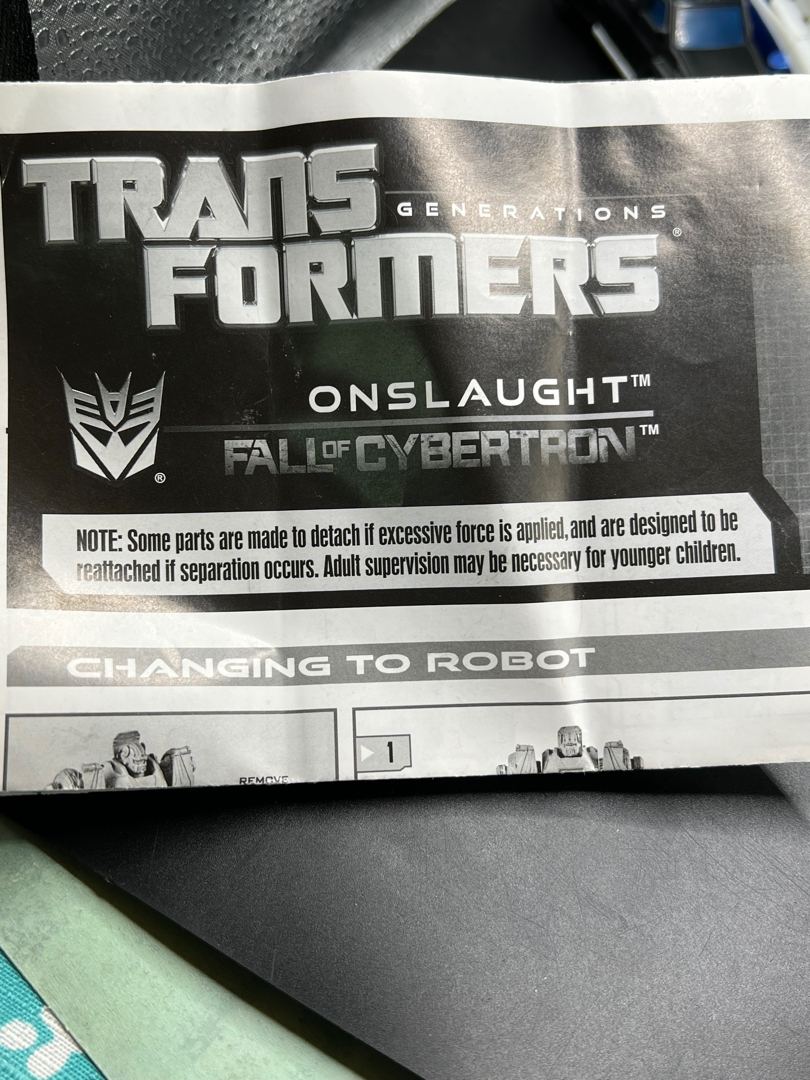 TRANS
GENERATIONS
FORMERS®
ONSLAUGHT™
FALL OF CYBERTRON™
®
NOTE: Some parts are made to detach if excessive force is applied, and are designed to be
reattached if separation occurs. Adult supervision may be necessary for younger children.
CHANGING TO ROBOT
REMOVE
1